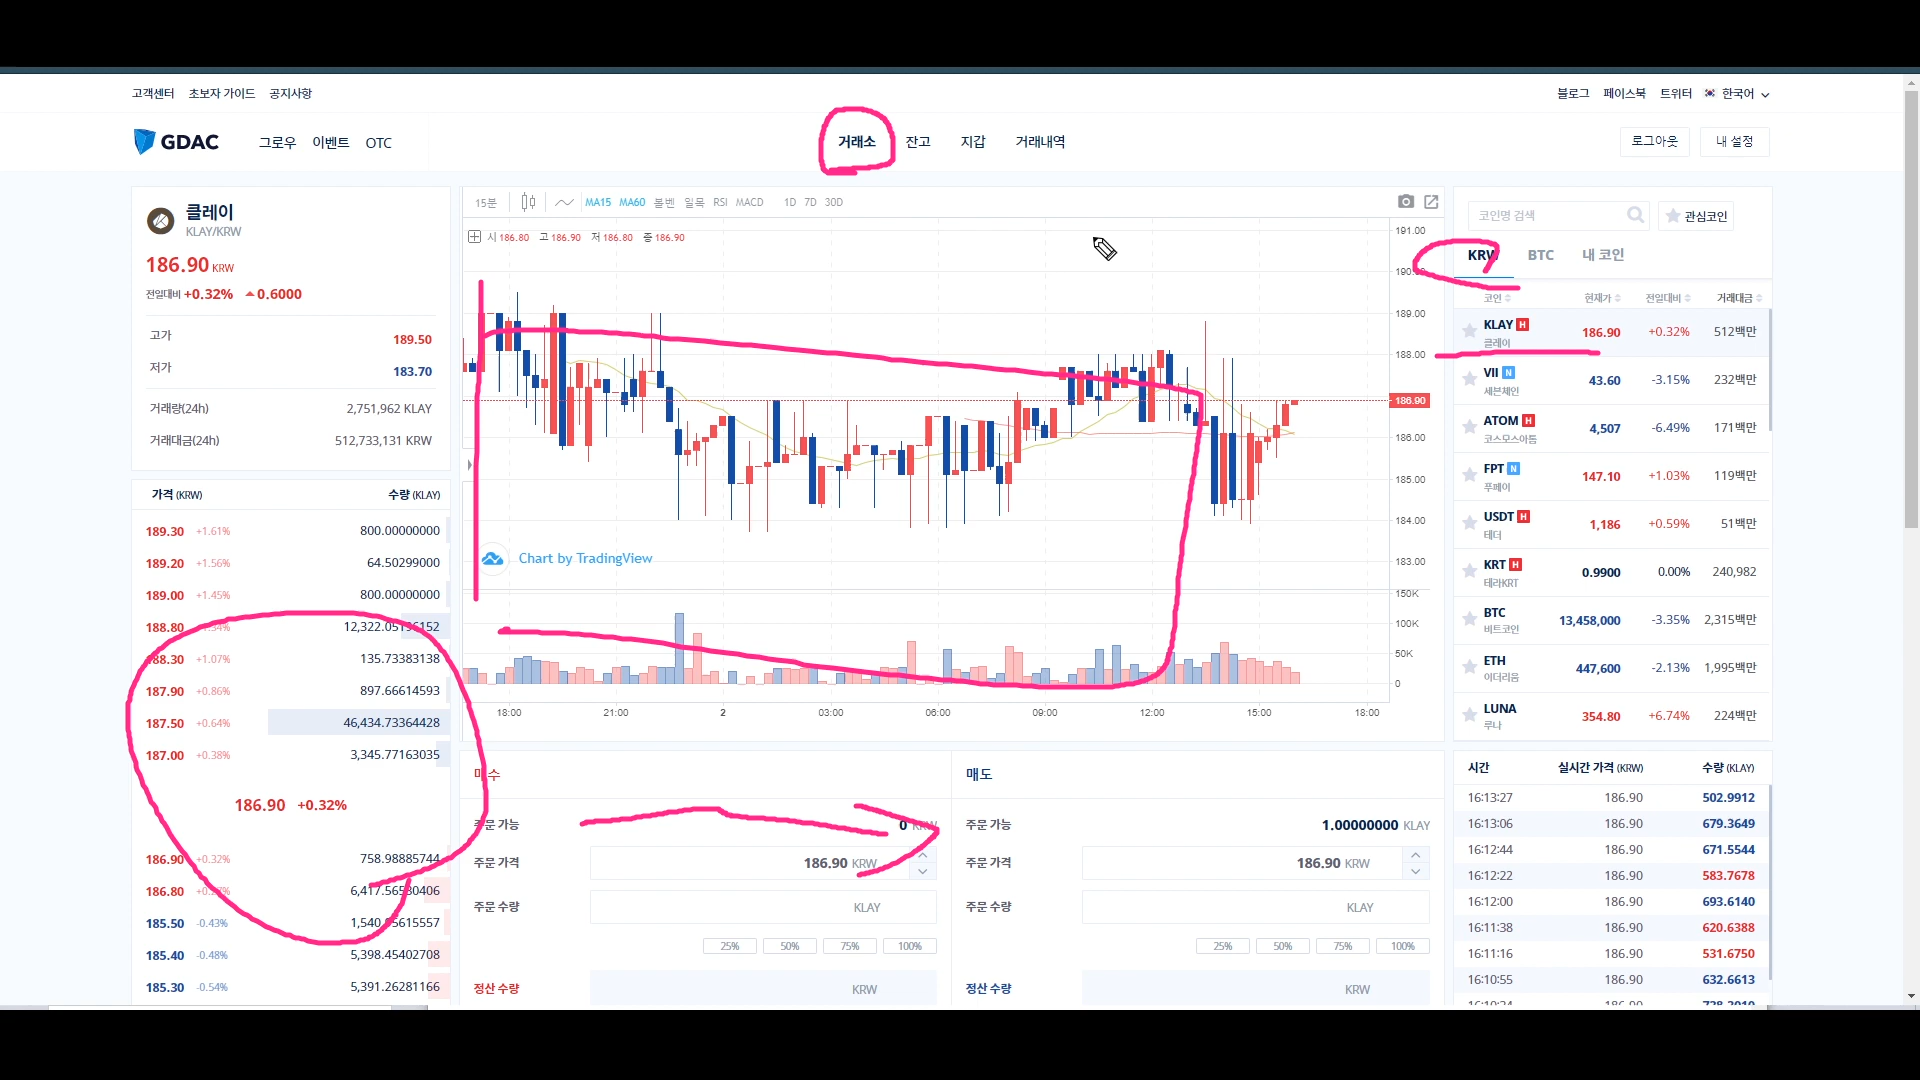 고객센터 초보자 가이드 공지사항
블로그 페이스북 트위터 한국어
GDAC 그로우 이벤트 OTC
거래소 잔고 지갑 거래내역
로그아웃 내 설정
클레이
KLAY/KRW
186.90 KRW
전일대비 +0.32% 0.6000
고가 189.50
저가 183.70
거래량(24h) 2,751,962 KLAY
거래대금(24h) 512,733,131 KRW
가격 (KRW) 수량 (KLAY)
189.30 +1.61% 800.00000000
189.20 +1.56% 64.50299000
189.00 +1.45% 800.00000000
188.80
188.30 +1.07% 135.73383138
187.90 +0.86% 897.66614593
187.50 +0.64% 46,434.73364428
187.00 +0.38% 3,345.77163035
186.90 +0.32%
186.90 +0.32% 758.98885744
186.80
185.50 -0.43%
185.40 -0.48% 5,398.45402708
185.30 -0.54% 5,391.26281166
15분 MA15 MA60 볼벤 일목 RSI MACD 1D 7D 30D
시 186.80 고 186.90 저 186.80 종 186.90
191.00
189.00
188.00
186.90
186.00
185.00
184.00
183.00
150K
100K
50K
0
Chart by TradingView
18:00 21:00 2 03:00 06:00 09:00 12:00 15:00 18:00
매수
주문 가능 0 KRW
주문 가격 186.90 KRW
주문 수량 KLAY
25% 50% 75% 100%
정산 수량 KRW
매도
주문 가능 1.00000000 KLAY
주문 가격 186.90 KRW
주문 수량 KLAY
25% 50% 75% 100%
정산 수량 KRW
코인명 검색 관심코인
KRW BTC 내 코인
코인 현재가 전일대비 거래대금
KLAY H 186.90 +0.32% 512백만
클레이
VII N 43.60 -3.15% 232백만
세븐체인
ATOM H 4,507 -6.49% 171백만
코스모스아톰
FPT N 147.10 +1.03% 119백만
푸페이
USDT H 1,186 +0.59% 51백만
테더
KRT H 0.9900 0.00% 240,982
테라KRT
BTC 13,458,000 -3.35% 2,315백만
비트코인
ETH 447,600 -2.13% 1,995백만
이더리움
LUNA 354.80 +6.74% 224백만
루나
시간 실시간 가격 (KRW) 수량 (KLAY)
16:13:27 186.90 502.9912
16:13:06 186.90 679.3649
16:12:44 186.90 671.5544
16:12:22 186.90 583.7678
16:12:00 186.90 693.6140
16:11:38 186.90 620.6388
16:11:16 186.90 531.6750
16:10:55 186.90 632.6613